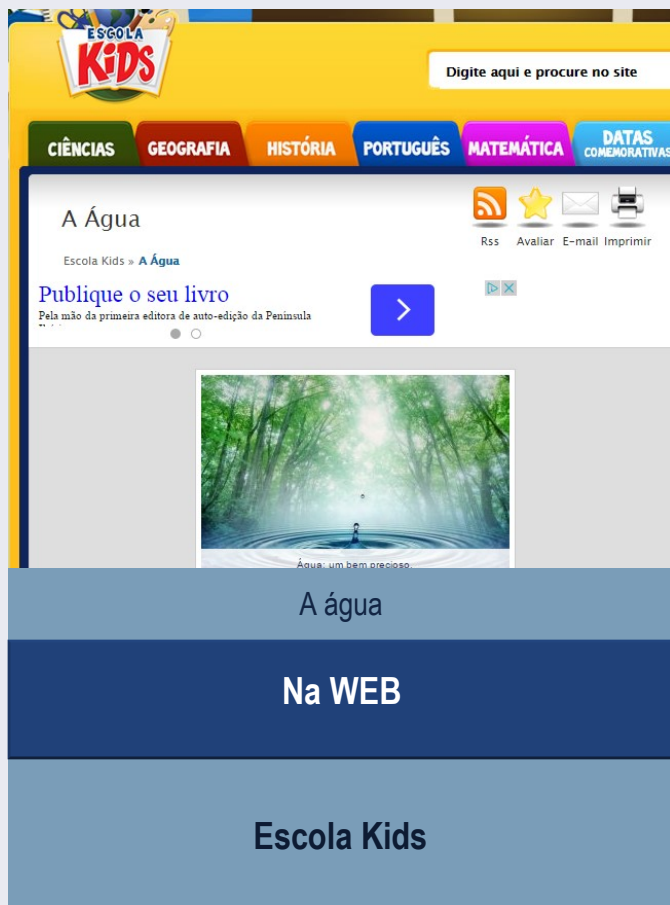 ESCOLA
KiDS
Digite aqui e procure no site
CIÊNCIAS
GEOGRAFIA
HISTÓRIA
PORTUGUÊS
MATEMÁTICA
DATAS
COMEMORATIVAS
A Água
Rss
Avaliar
E-mail
Imprimir
Escola Kids » A Água
Publique o seu livro
Pela mão da primeira editora de auto-edição da Peninsula
Água: um bem precioso.
A água
Na WEB
Escola Kids